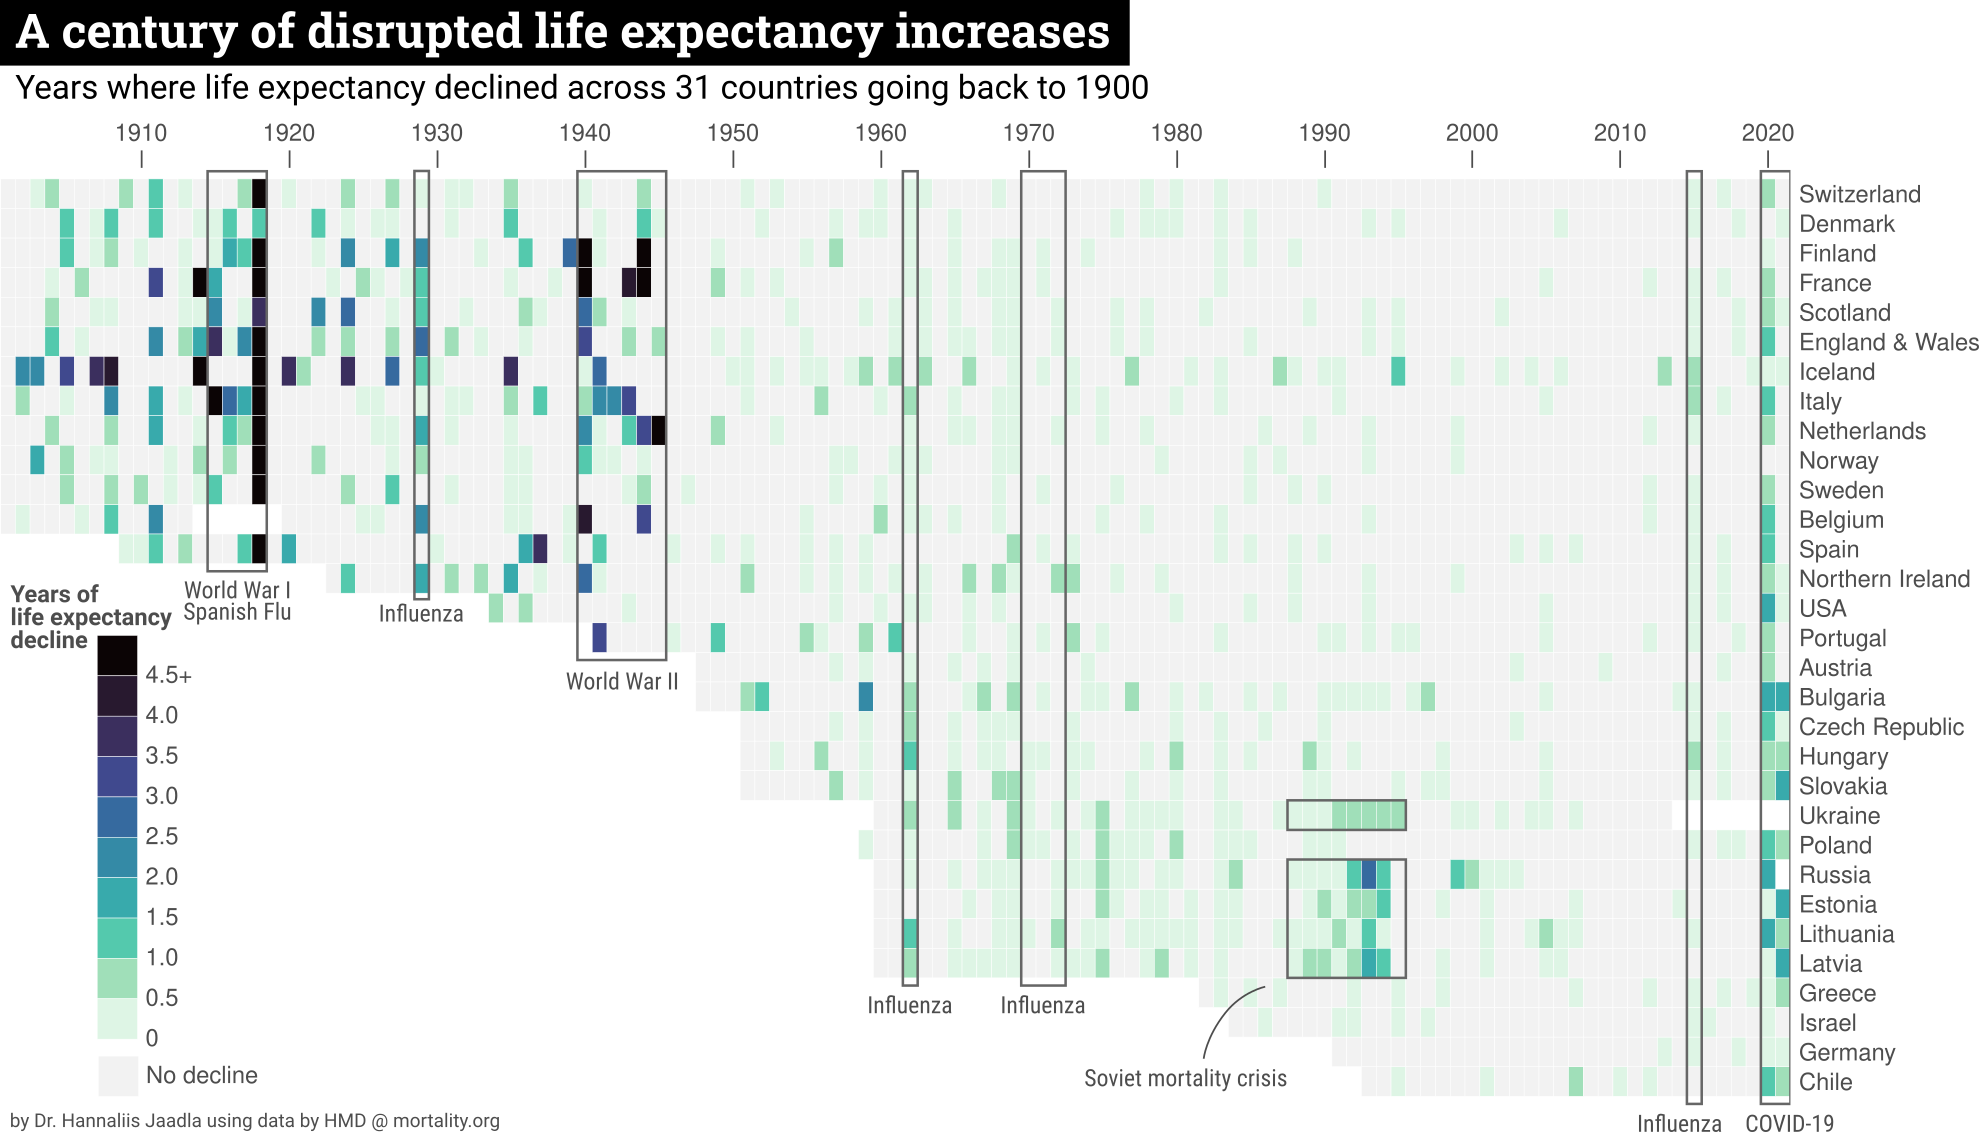 A century of disrupted life expectancy increases
Years where life expectancy declined across 31 countries going back to 1900
1910 1920 1930 1940 1950 1960 1970 1980 1990 2000 2010 2020
Switzerland
Denmark
Finland
France
Scotland
England & Wales
Iceland
Italy
Netherlands
Norway
Sweden
Belgium
Spain
Northern Ireland
USA
Portugal
Austria
Bulgaria
Czech Republic
Hungary
Slovakia
Ukraine
Poland
Russia
Estonia
Lithuania
Latvia
Greece
Israel
Germany
Chile
World War I
Spanish Flu
Influenza
World War II
Influenza
Influenza
Soviet mortality crisis
Influenza
COVID-19
Years of
life expectancy
decline
4.5+
4.0
3.5
3.0
2.5
2.0
1.5
1.0
0.5
0
No decline
by Dr. Hannaliis Jaadla using data by HMD @ mortality.org